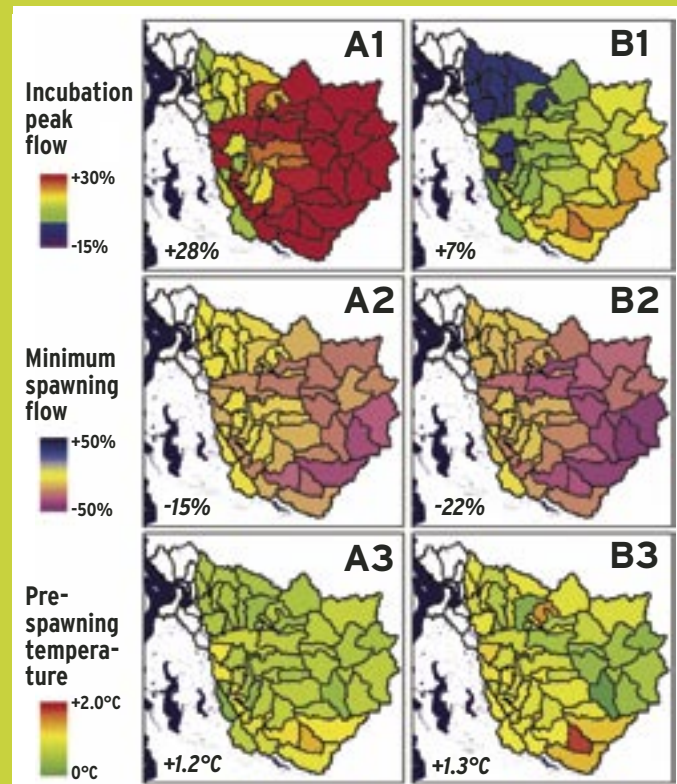 A1
B1
Incubation
peak
flow
+30%
-15%
+28%
+7%
A2
B2
Minimum
spawning
flow
+50%
-50%
-15%
-22%
A3
B3
Pre-
spawning
tempera-
ture
+2.0°C
0°C
+1.2°C
+1.3°C